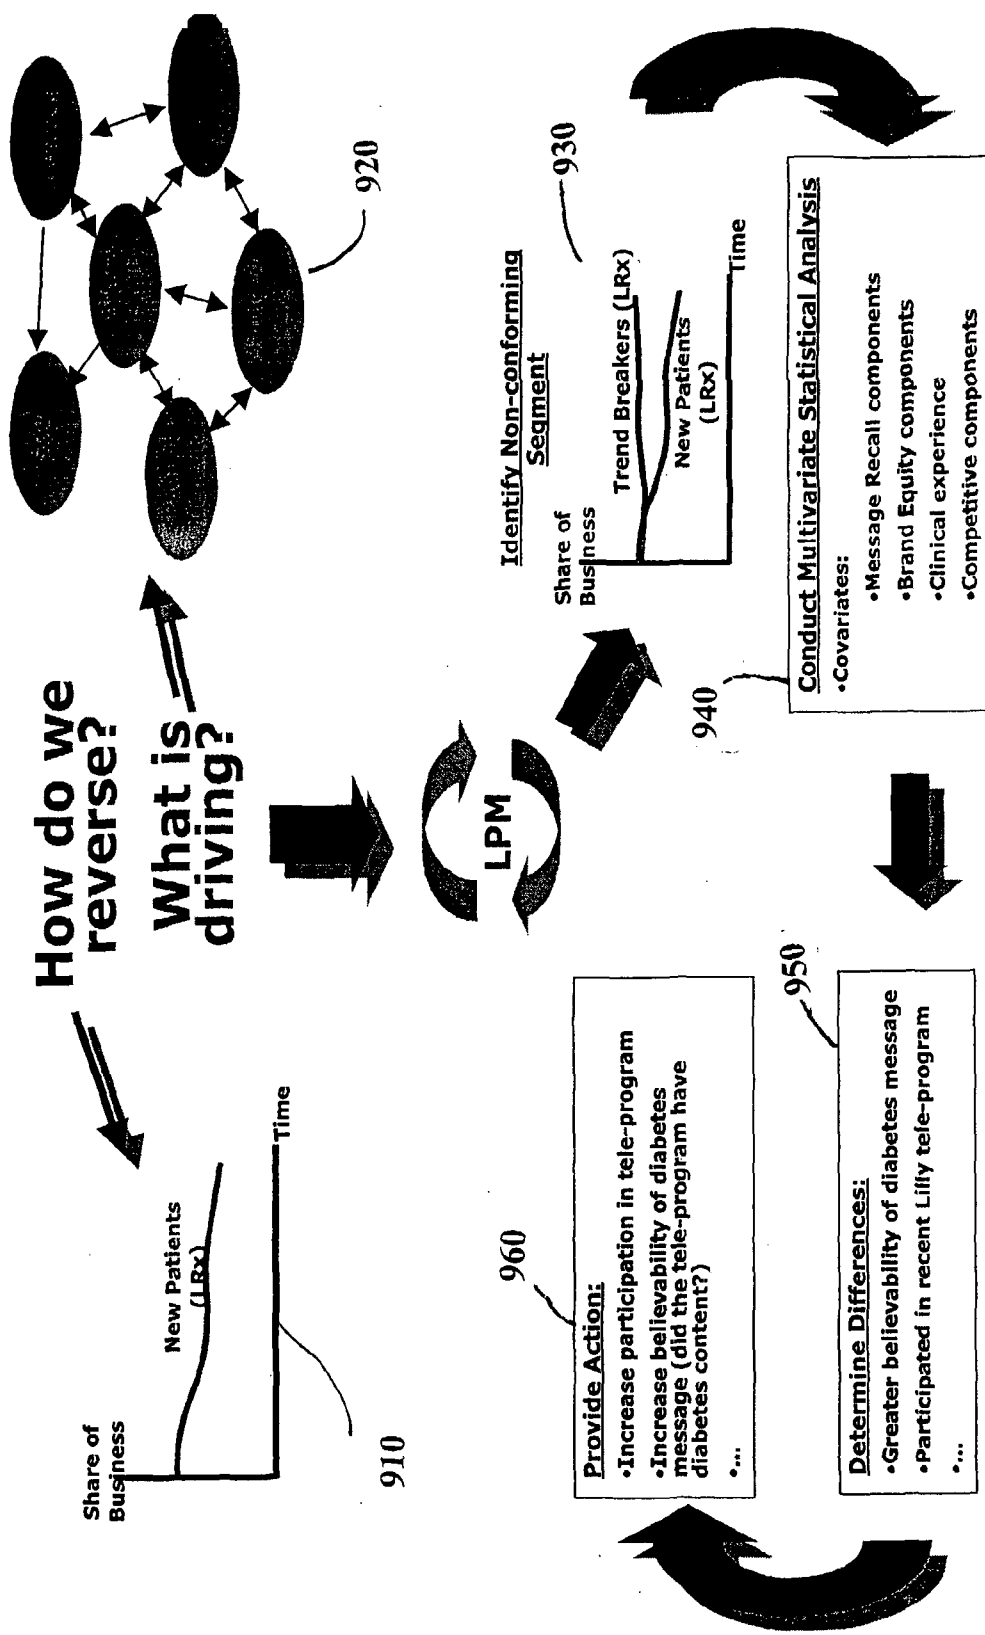 How do we
reverse?
What is
driving?
Share of
Business
New Patients
(LRx)
Time
910
920
LPM
Identify Non-conforming
Segment
930
Share of
Business
Trend Breakers (LRx)
New Patients
(LRx)
Time
940
Conduct Multivariate Statistical Analysis
•Covariates:
•Message Recall components
•Brand Equity components
•Clinical experience
•Competitive components
950
Determine Differences:
•Greater believability of diabetes message
•Participated in recent Lilly tele-program
•...
960
Provide Action:
•Increase participation in tele-program
•Increase believability of diabetes
message (did the tele-program have
diabetes content?)
•...